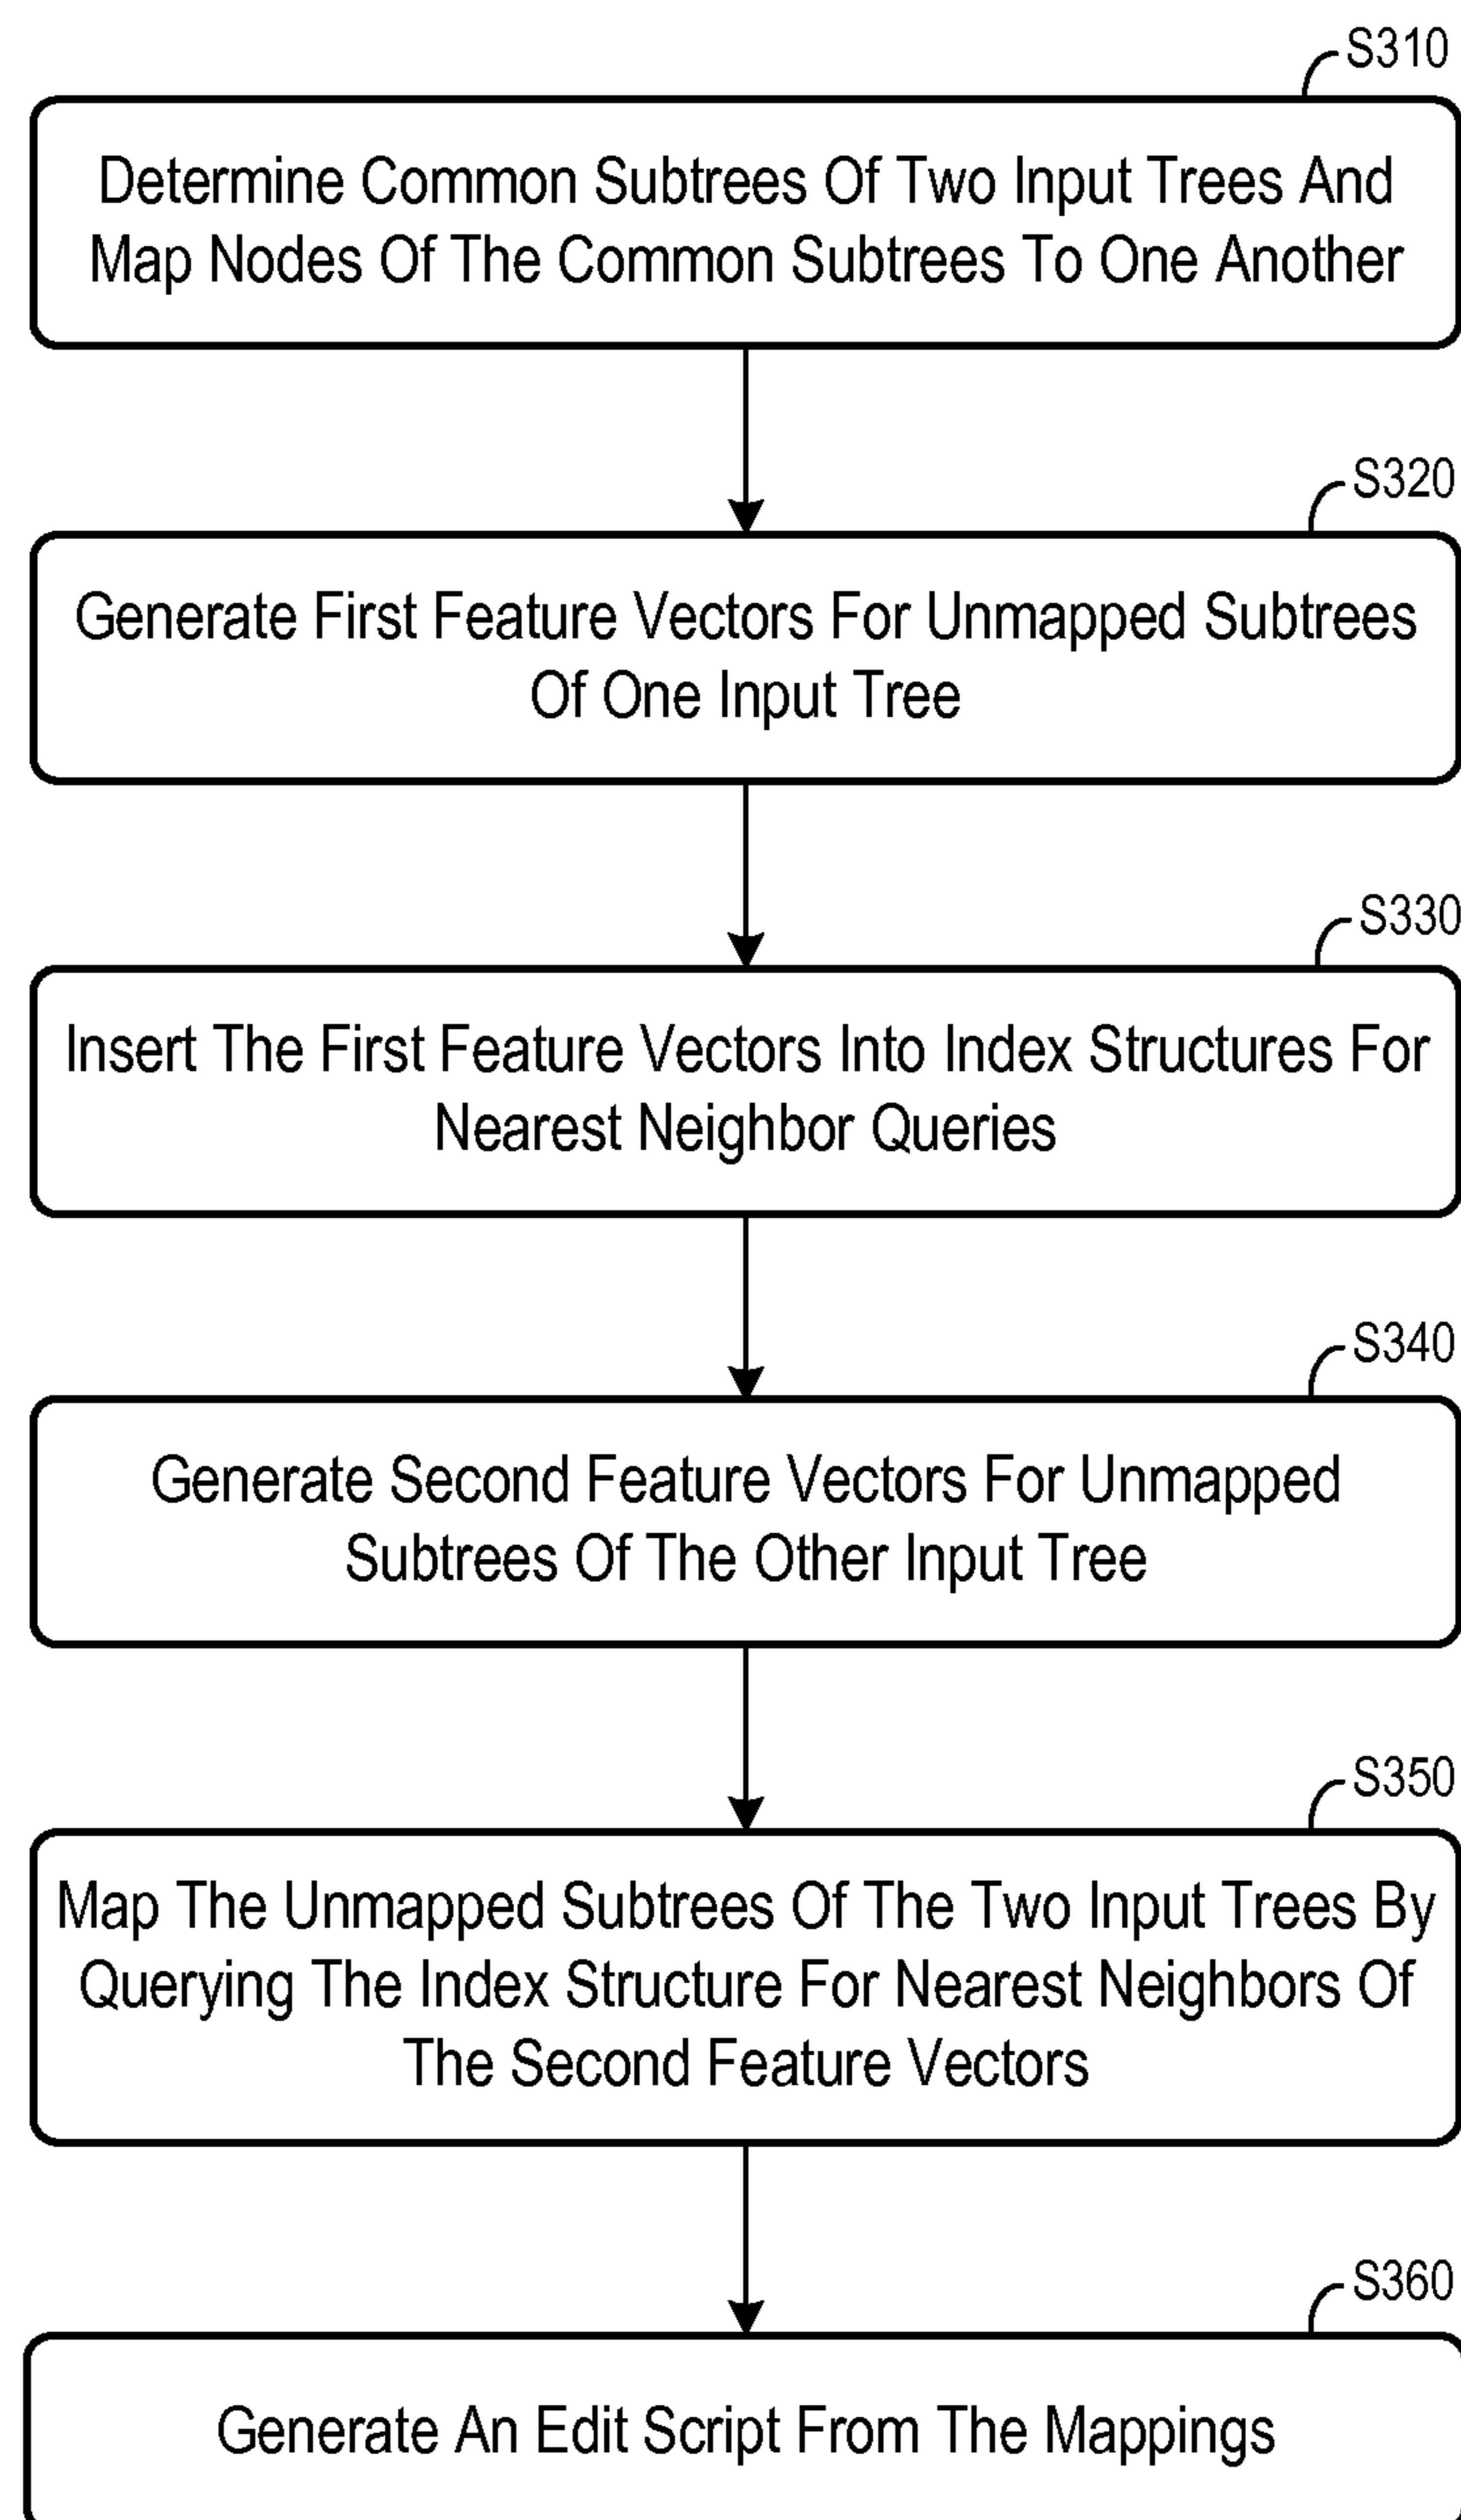 S310
Determine Common Subtrees Of Two Input Trees And
Map Nodes Of The Common Subtrees To One Another
S320
Generate First Feature Vectors For Unmapped Subtrees
Of One Input Tree
S330
Insert The First Feature Vectors Into Index Structures For
Nearest Neighbor Queries
S340
Generate Second Feature Vectors For Unmapped
Subtrees Of The Other Input Tree
S350
Map The Unmapped Subtrees Of The Two Input Trees By
Querying The Index Structure For Nearest Neighbors Of
The Second Feature Vectors
S360
Generate An Edit Script From The Mappings